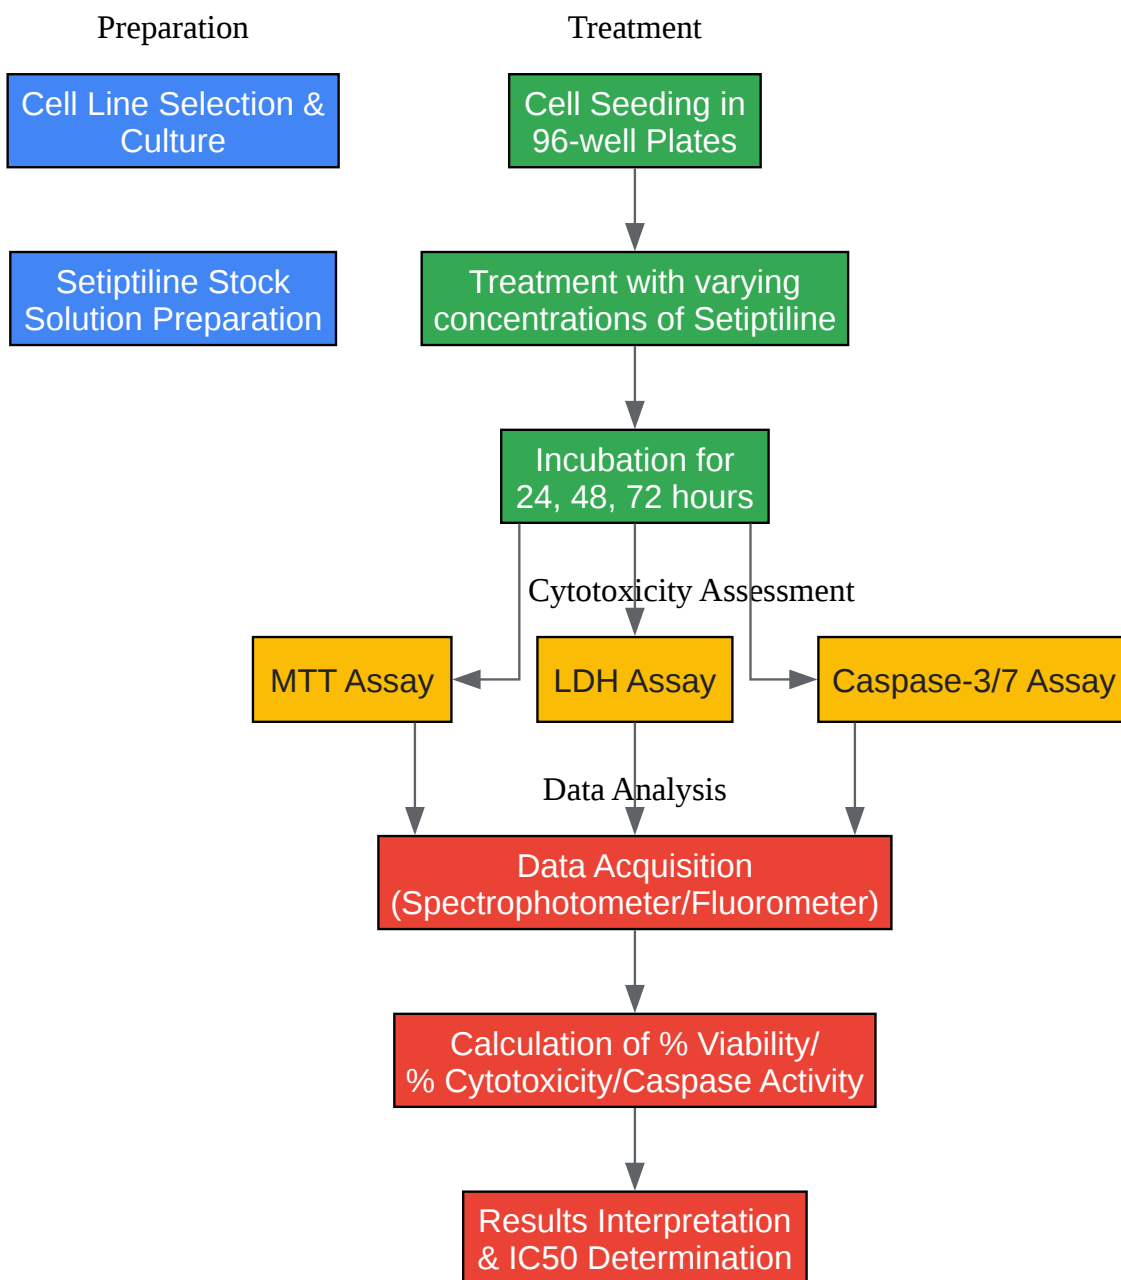 Preparation
Treatment
Cell Line Selection &
Culture
Cell Seeding in
96-well Plates
Setiptiline Stock
Solution Preparation
Treatment with varying
concentrations of Setiptiline
Incubation for
24, 48, 72 hours
Cytotoxicity Assessment
MTT Assay
LDH Assay
Caspase-3/7 Assay
Data Analysis
Data Acquisition
(Spectrophotometer/Fluorometer)
Calculation of % Viability/
% Cytotoxicity/Caspase Activity
Results Interpretation
& IC50 Determination